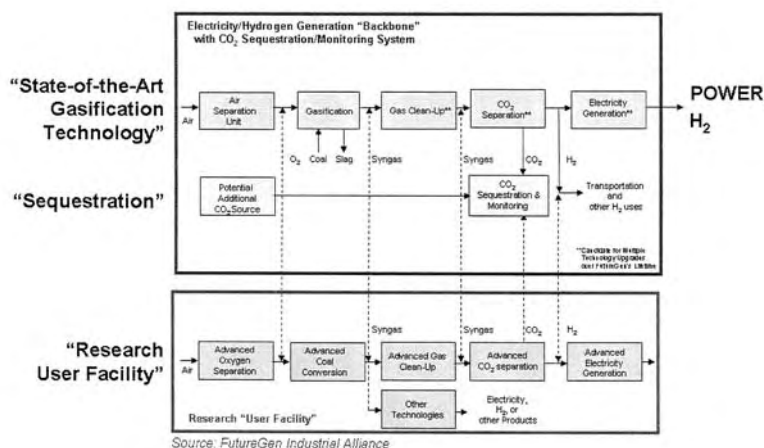 Electricity/Hydrogen Generation "Backbone"
with CO₂ Sequestration/Monitoring System
"State-of-the-Art
Gasification
Technology"
Air
Air
Separation
Unit
Gasification
Gas Clean-Up**
CO₂
Separation**
Electricity
Generation**
POWER
H₂
O₂
Coal
Slag
Syngas
Syngas
CO₂
H₂
"Sequestration"
Potential
Additional
CO₂Source
CO₂
Sequestration &
Monitoring
Transportation
and
other H₂ uses
**Candidate for Multiple
Technology Upgrades
over FutureGen's Lifetime
"Research
User Facility"
Syngas
Syngas
CO₂
H₂
Air
Advanced
Oxygen
Separation
Advanced
Coal
Conversion
Advanced Gas
Clean-Up
Advanced
CO₂ separation
Advanced
Electricity
Generation
Other
Technologies
Electricity,
H₂, or
other Products
Research "User Facility"
Source: FutureGen Industrial Alliance